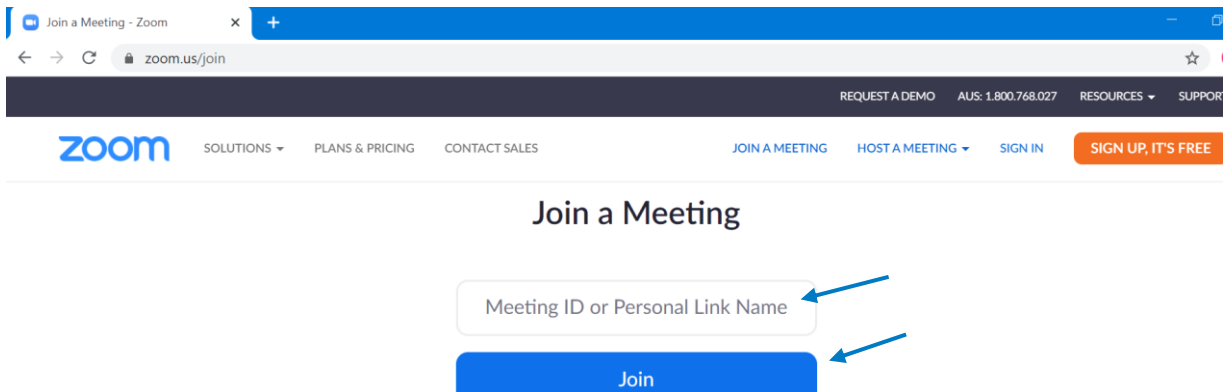 Join a Meeting - Zoom
zoom.us/join
REQUEST A DEMO AUS: 1.800.768.027 RESOURCES SUPPORT
zoom SOLUTIONS PLANS & PRICING CONTACT SALES JOIN A MEETING HOST A MEETING SIGN IN SIGN UP, IT'S FREE
Join a Meeting
Meeting ID or Personal Link Name
Join